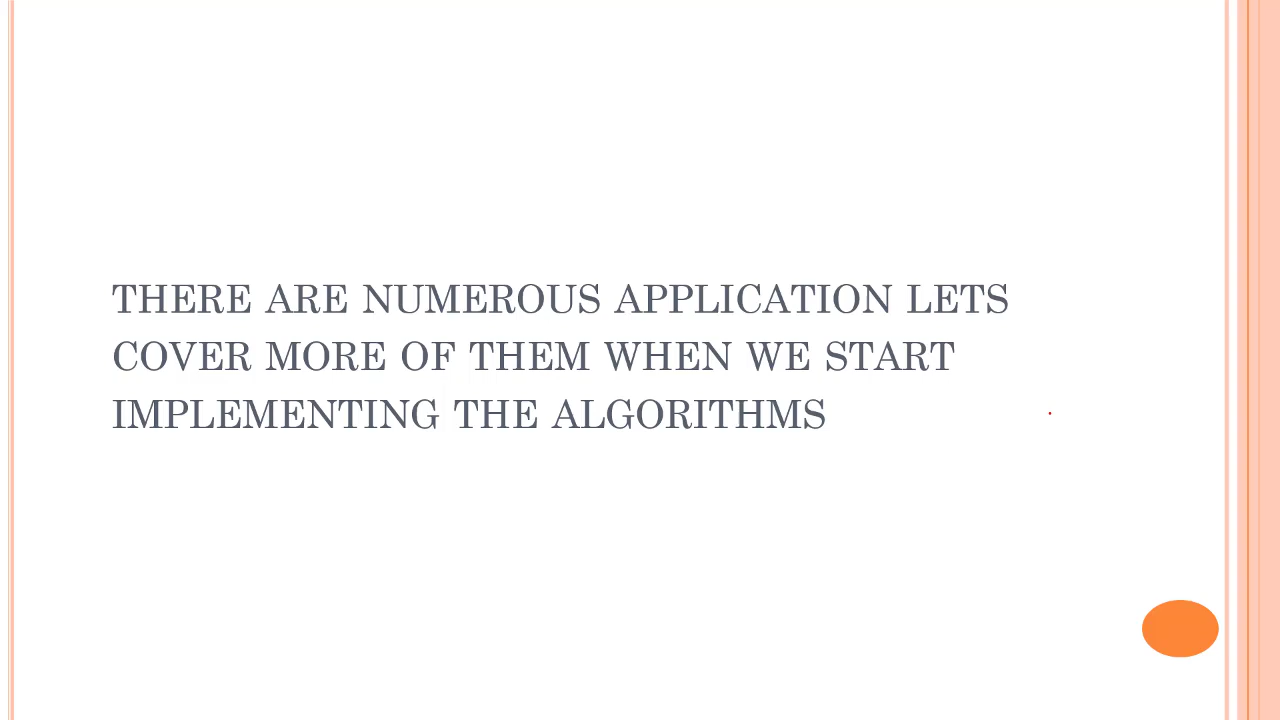 THERE ARE NUMEROUS APPLICATION LETS
COVER MORE OF THEM WHEN WE START
IMPLEMENTING THE ALGORITHMS